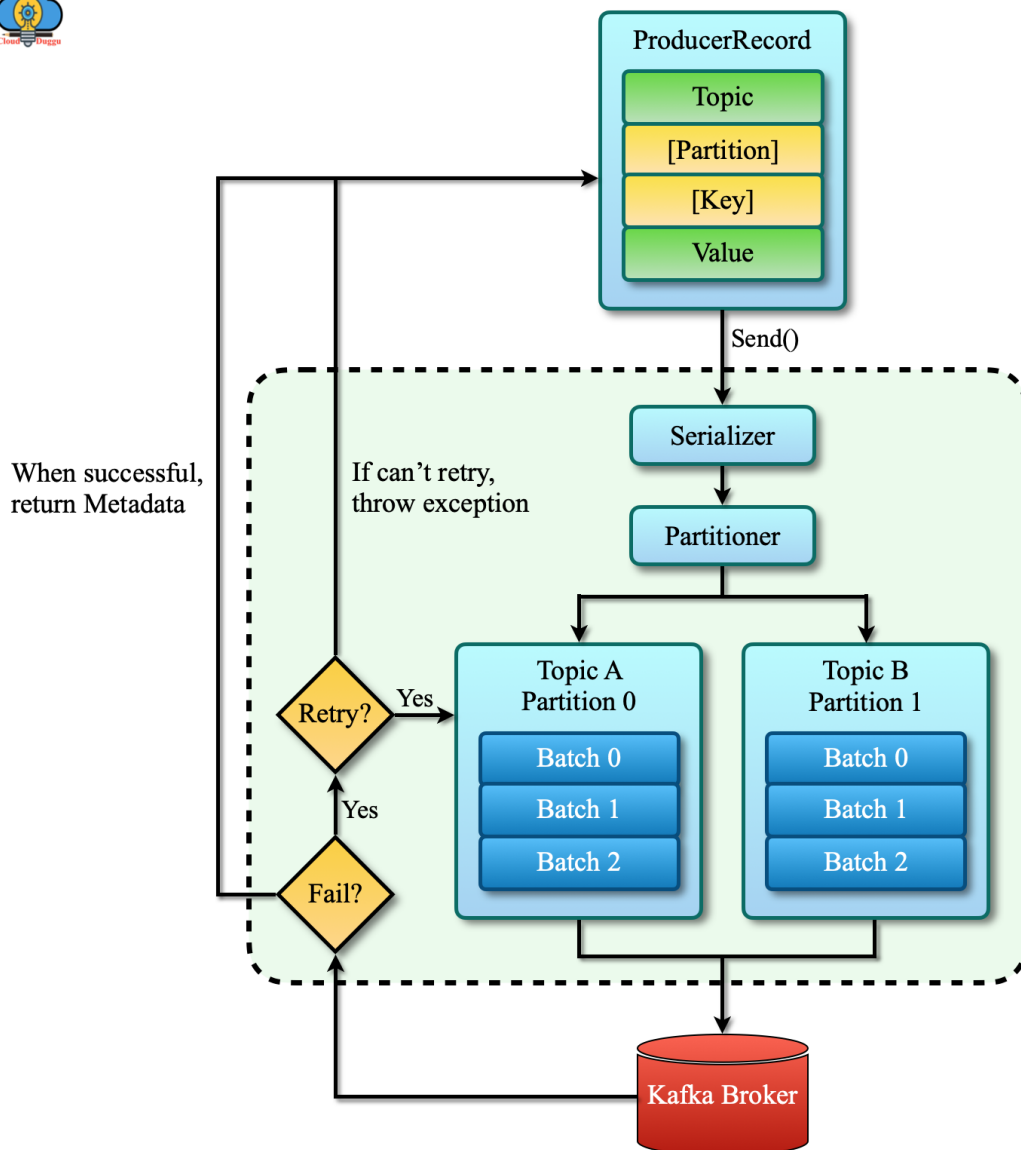 Cloud Duggu
ProducerRecord
Topic
[Partition]
[Key]
Value
Send()
Serializer
Partitioner
When successful,
return Metadata
If can’t retry,
throw exception
Topic A
Partition 0
Batch 0
Batch 1
Batch 2
Topic B
Partition 1
Batch 0
Batch 1
Batch 2
Retry?
Yes
Yes
Fail?
Kafka Broker